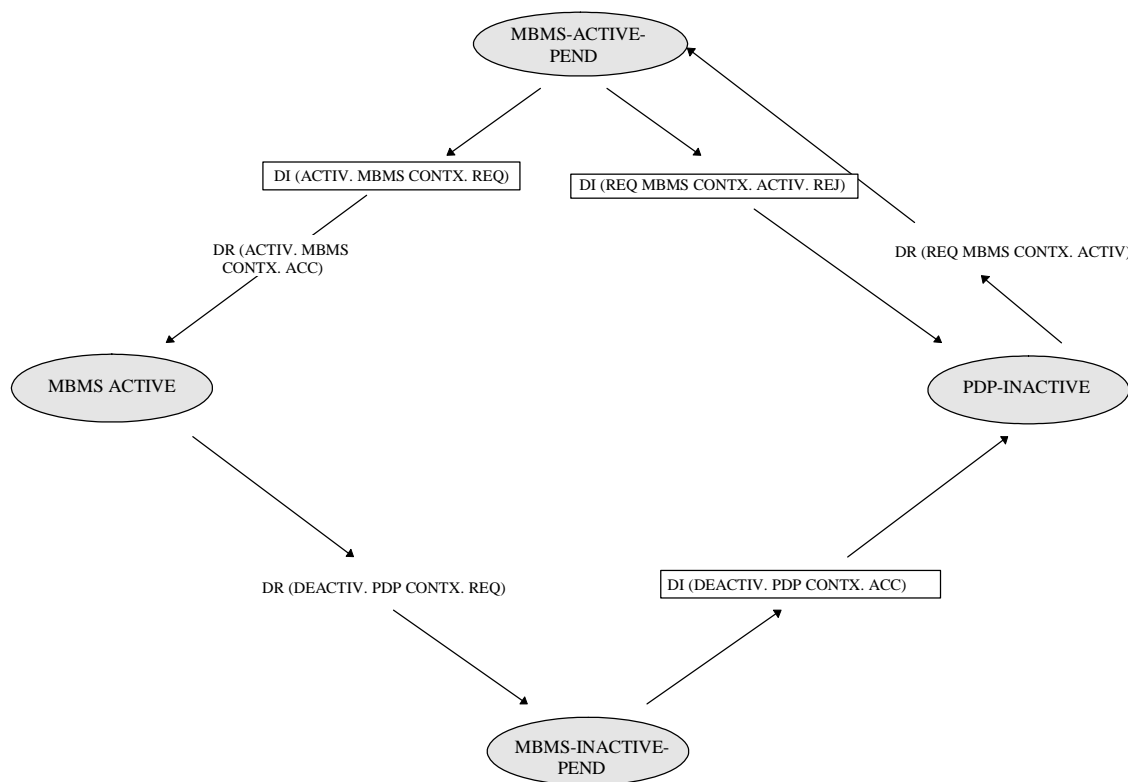 MBMS-ACTIVE-
PEND
DI (ACTIV. MBMS CONTX. REQ)
DI (REQ MBMS CONTX. ACTIV. REJ)
DR (ACTIV. MBMS
CONTX. ACC)
DR (REQ MBMS CONTX. ACTIV)
MBMS ACTIVE
PDP-INACTIVE
DR (DEACTIV. PDP CONTX. REQ)
DI (DEACTIV. PDP CONTX. ACC)
MBMS-INACTIVE-
PEND